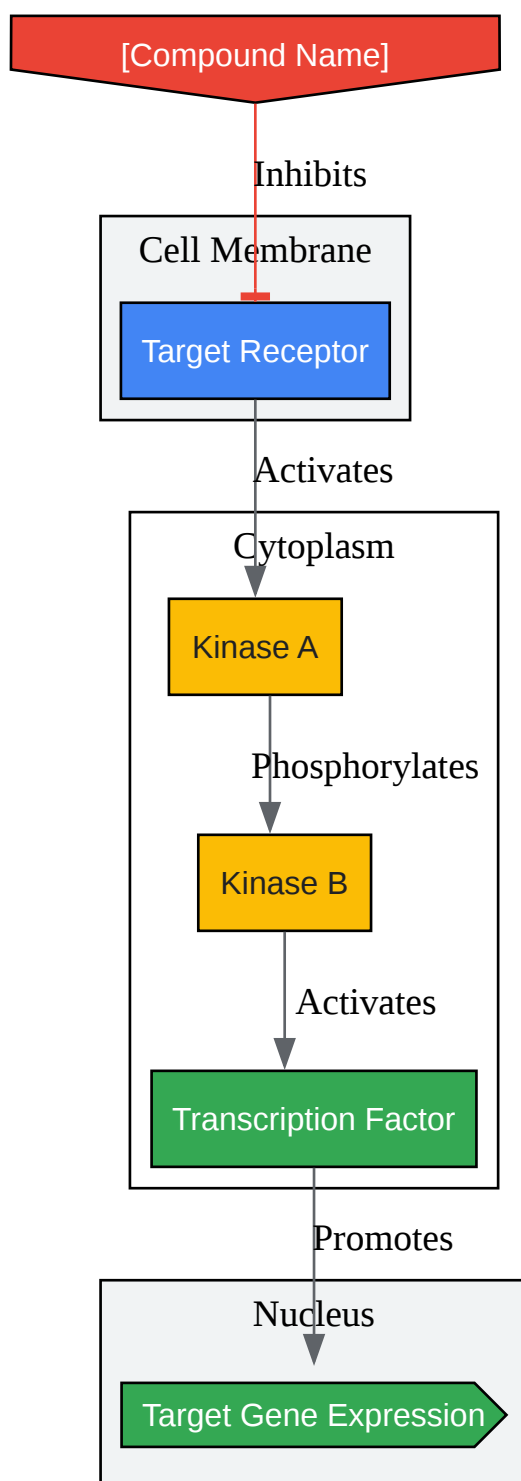 [Compound Name]
Inhibits
Cell Membrane
Target Receptor
Activates
Cytoplasm
Kinase A
Phosphorylates
Kinase B
Activates
Transcription Factor
Promotes
Nucleus
Target Gene Expression